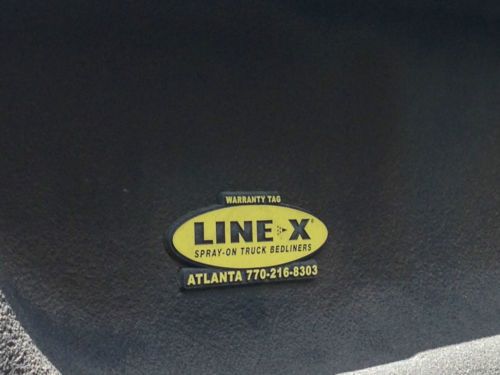 WARRANTY TAG
LINE-X®
SPRAY-ON TRUCK BEDLINERS
ATLANTA 770-216-8303